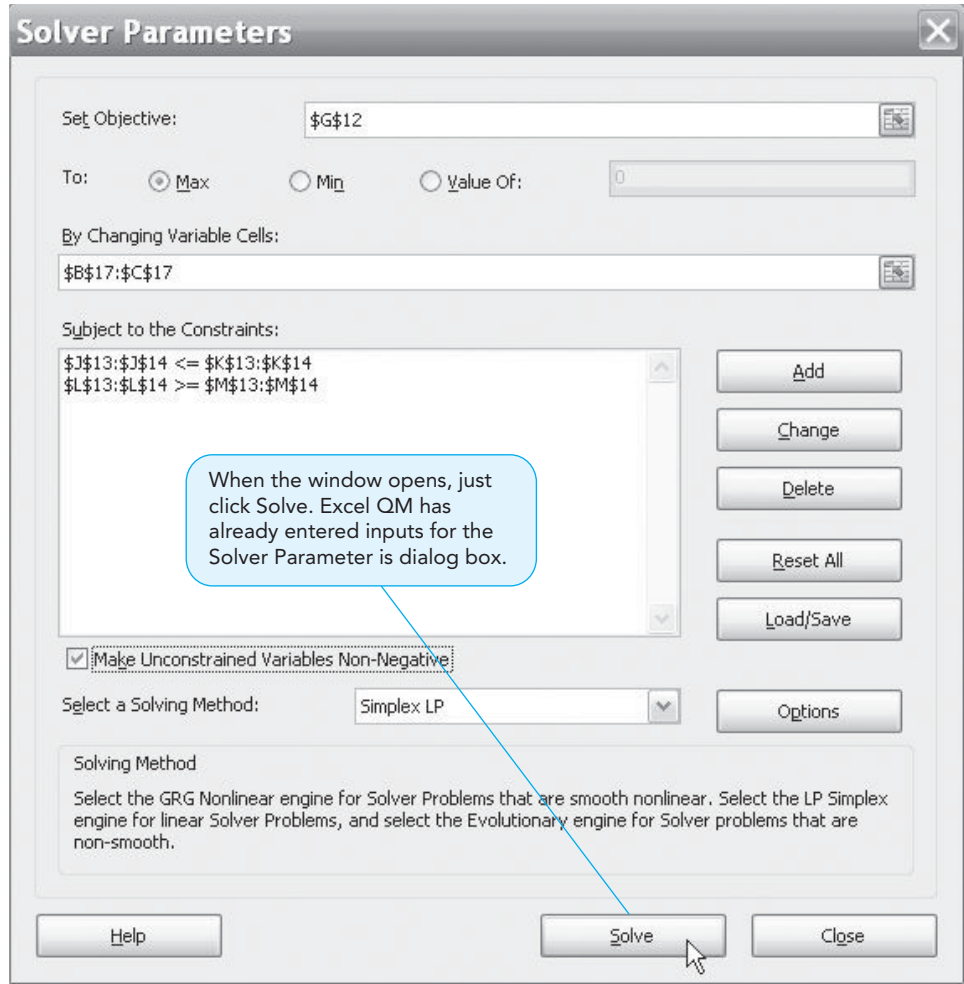 Solver Parameters
Set Objective:
$G$12
To:
Max
Min
Value Of:
0
By Changing Variable Cells:
$B$17:$C$17
Subject to the Constraints:
$J$13:$J$14 <= $K$13:$K$14
$L$13:$L$14 >= $M$13:$M$14
Add
Change
Delete
Reset All
Load/Save
When the window opens, just
click Solve. Excel QM has
already entered inputs for the
Solver Parameter is dialog box.
Make Unconstrained Variables Non-Negative
Select a Solving Method:
Simplex LP
Options
Solving Method
Select the GRG Nonlinear engine for Solver Problems that are smooth nonlinear. Select the LP Simplex
engine for linear Solver Problems, and select the Evolutionary engine for Solver problems that are
non-smooth.
Help
Solve
Close